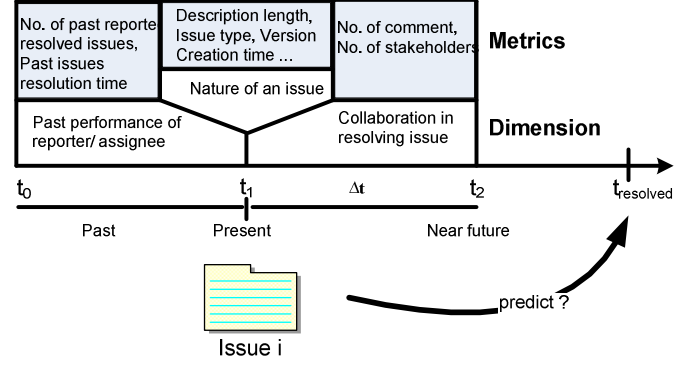 No. of past reporte
resolved issues,
Past issues
resolution time
Description length,
Issue type, Version
Creation time ...
No. of comment,
No. of stakeholders
Metrics
Nature of an issue
Past performance of
reporter/ assignee
Collaboration in
resolving issue
Dimension
t0
t1
Δt
t2
tresolved
Past
Present
Near future
predict ?
Issue i